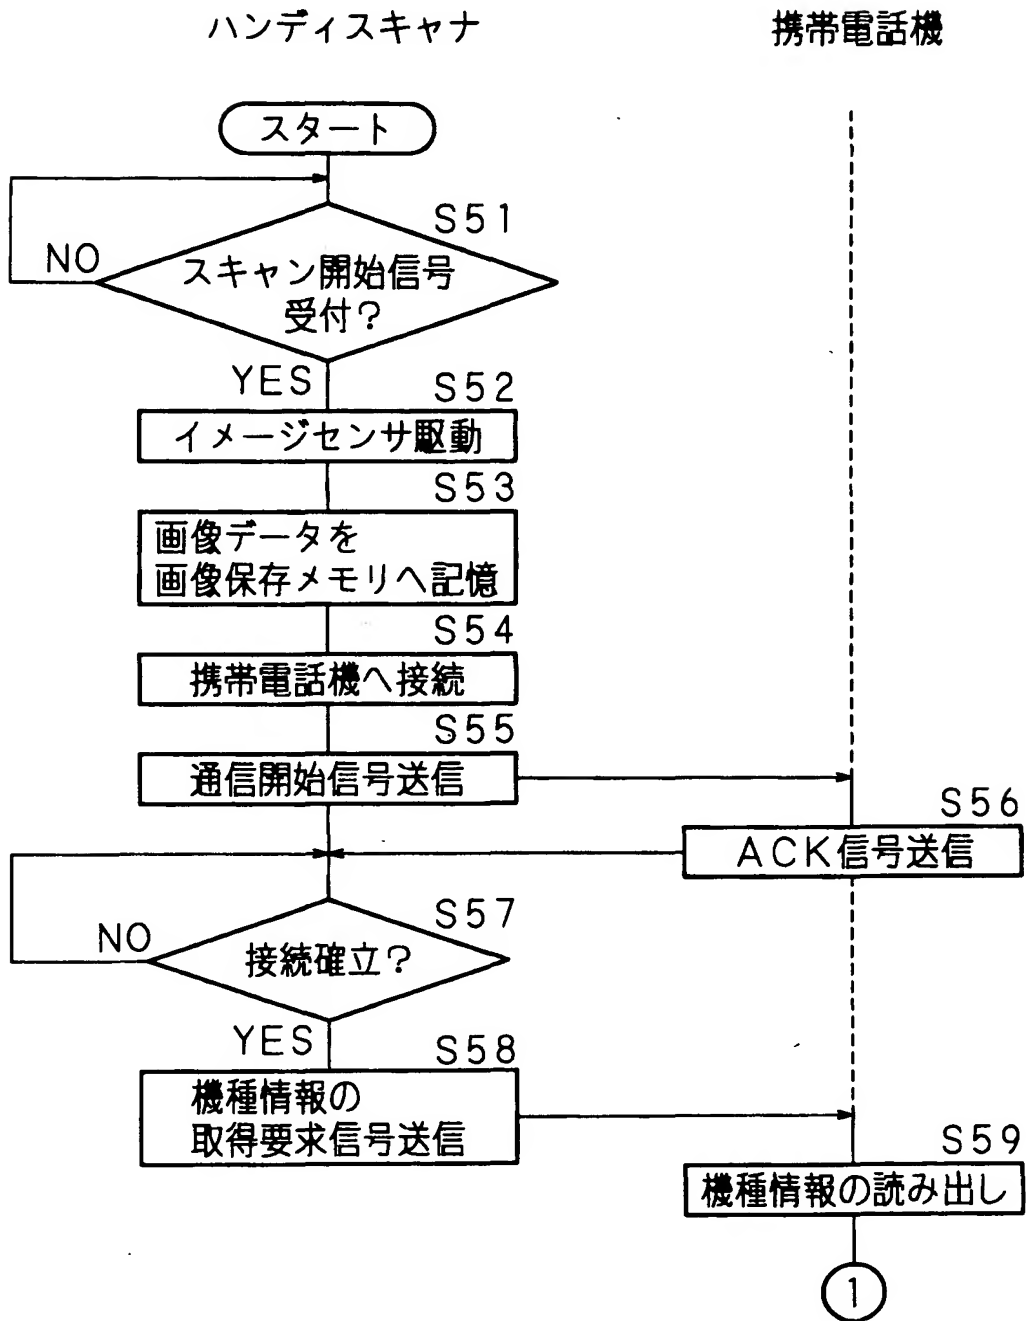 ハンディスキャナ
携帯電話機
スタート
S51
NO
スキャン開始信号
受付?
YES
S52
イメージセンサ駆動
S53
画像データを
画像保存メモリへ記憶
S54
携帯電話機へ接続
S55
通信開始信号送信
S56
ACK信号送信
S57
NO
接続確立?
YES
S58
機種情報の
取得要求信号送信
S59
機種情報の読み出し
1